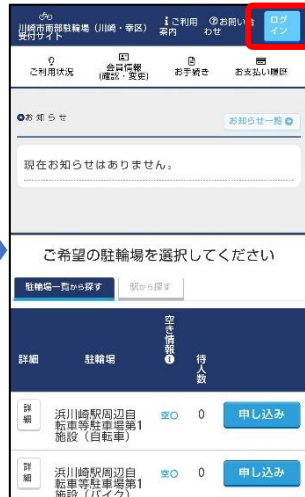 川崎市南部駐輪場（川崎・幸区）
受付サイト
ご利用案内
お問い合わせ
ログイン
ご利用状況
会員情報
(確認・変更)
お手続き
お支払い履歴
お知らせ
お知らせ一覧
現在お知らせはありません。
ご希望の駐輪場を選択してください
駐輪場一覧から探す
駅から探す
詳細
駐輪場
空き情報
待人数
詳細
浜川崎駅周辺自
転車等駐車場第1
施設（自転車）
空○
0
申し込み
詳細
浜川崎駅周辺自
転車等駐車場第1
施設（バイク）
空○
0
申し込み